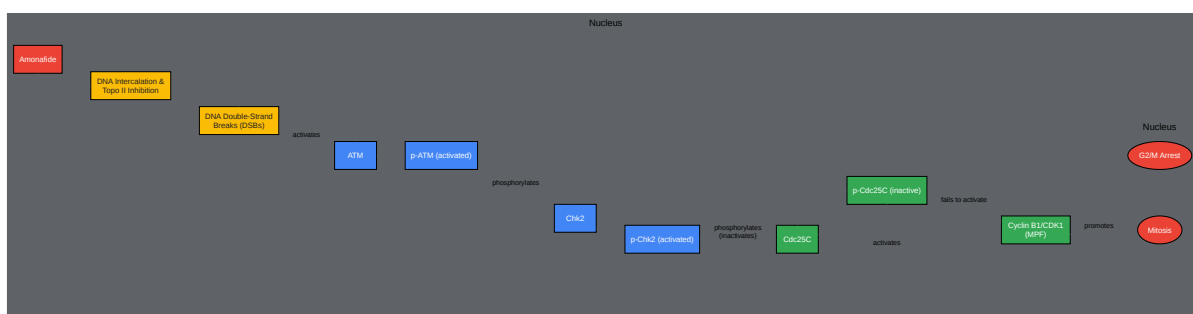 Nucleus
Amonafide
DNA Intercalation &
Topo II Inhibition
DNA Double-Strand
Breaks (DSBs)
activates
ATM
p-ATM (activated)
phosphorylates
Chk2
p-Chk2 (activated)
phosphorylates
(inactivates)
Cdc25C
p-Cdc25C (inactive)
activates
fails to activate
Cyclin B1/CDK1
(MPF)
promotes
Nucleus
G2/M Arrest
Mitosis